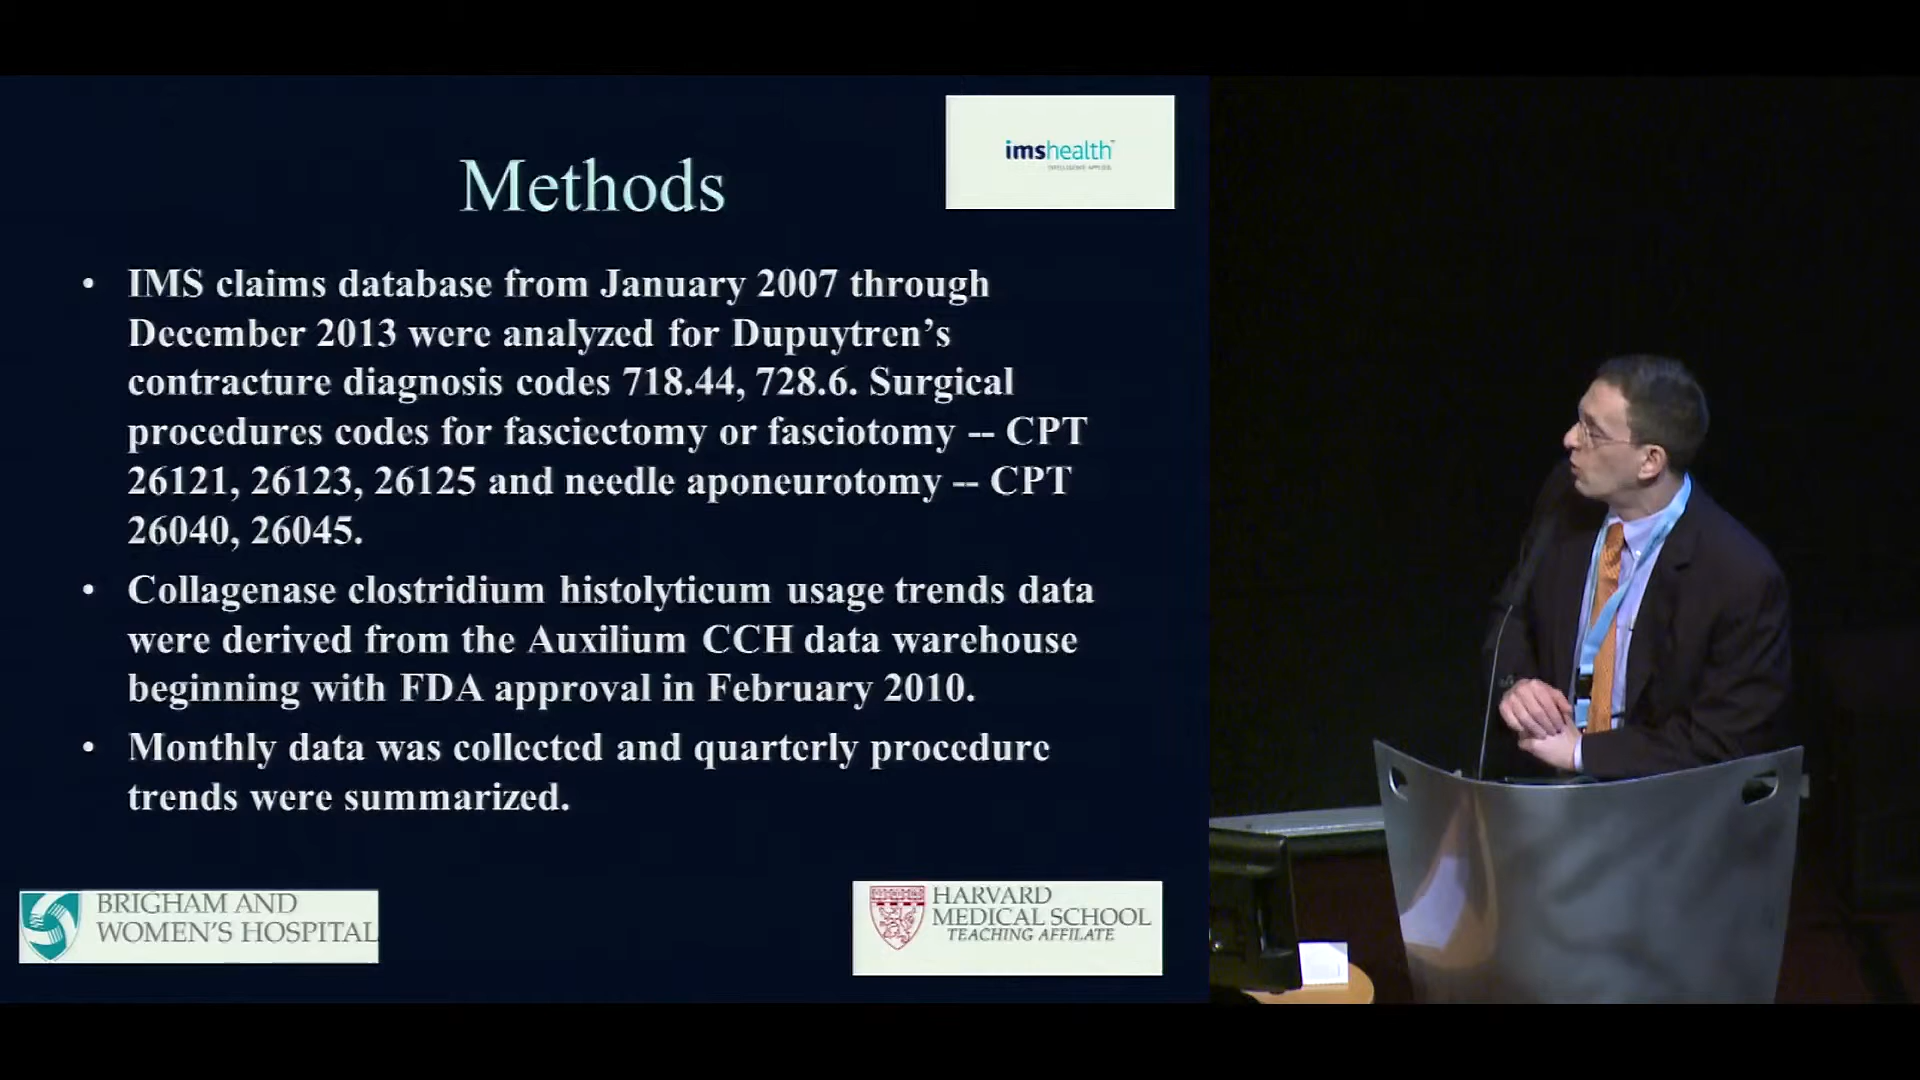 imshealth
Methods
• IMS claims database from January 2007 through
December 2013 were analyzed for Dupuytren’s
contracture diagnosis codes 718.44, 728.6. Surgical
procedures codes for fasciectomy or fasciotomy -- CPT
26121, 26123, 26125 and needle aponeurotomy -- CPT
26040, 26045.
• Collagenase clostridium histolyticum usage trends data
were derived from the Auxilium CCH data warehouse
beginning with FDA approval in February 2010.
• Monthly data was collected and quarterly procedure
trends were summarized.
BRIGHAM AND
WOMEN’S HOSPITAL
HARVARD
MEDICAL SCHOOL
TEACHING AFFILATE